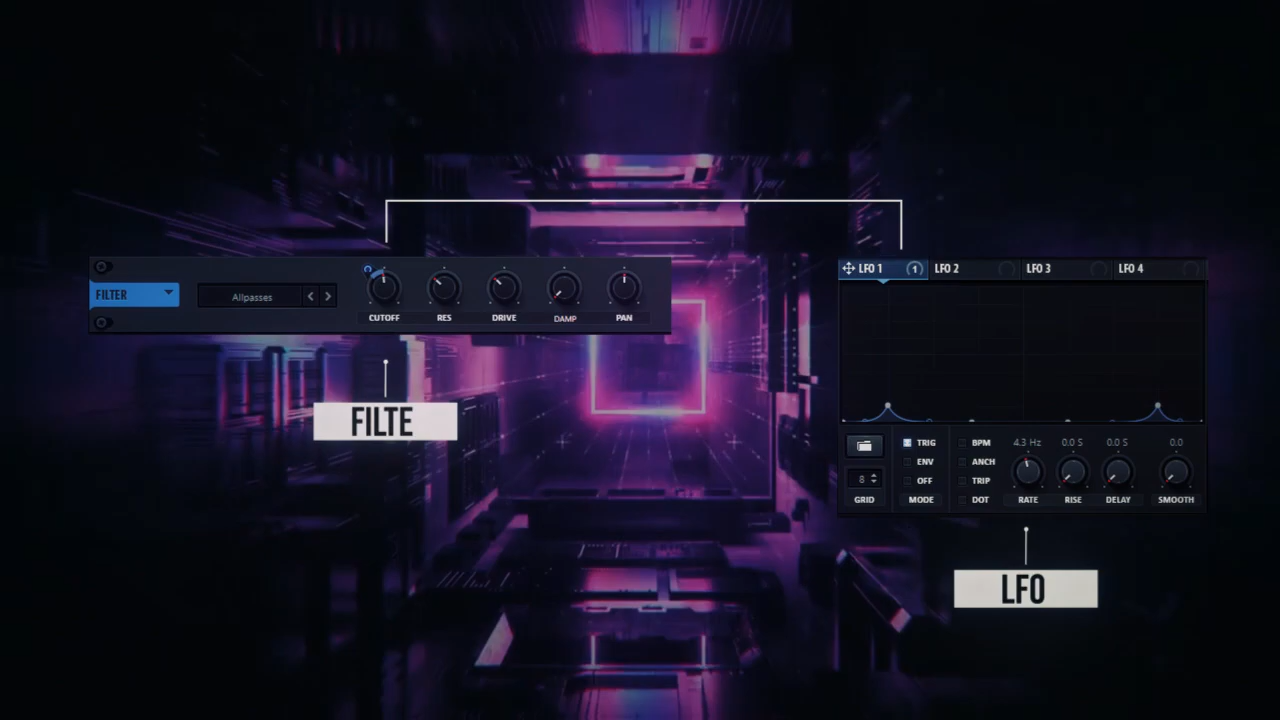 FILTER
Allpasses
CUTOFF RES DRIVE DAMP PAN
FILTE
LFO 1 1 LFO 2 LFO 3 LFO 4
TRIG BPM 4.3 Hz 0.0 S 0.0 S 0.0
ENV ANCH
8 OFF TRIP
GRID MODE DOT RATE RISE DELAY SMOOTH
LFO